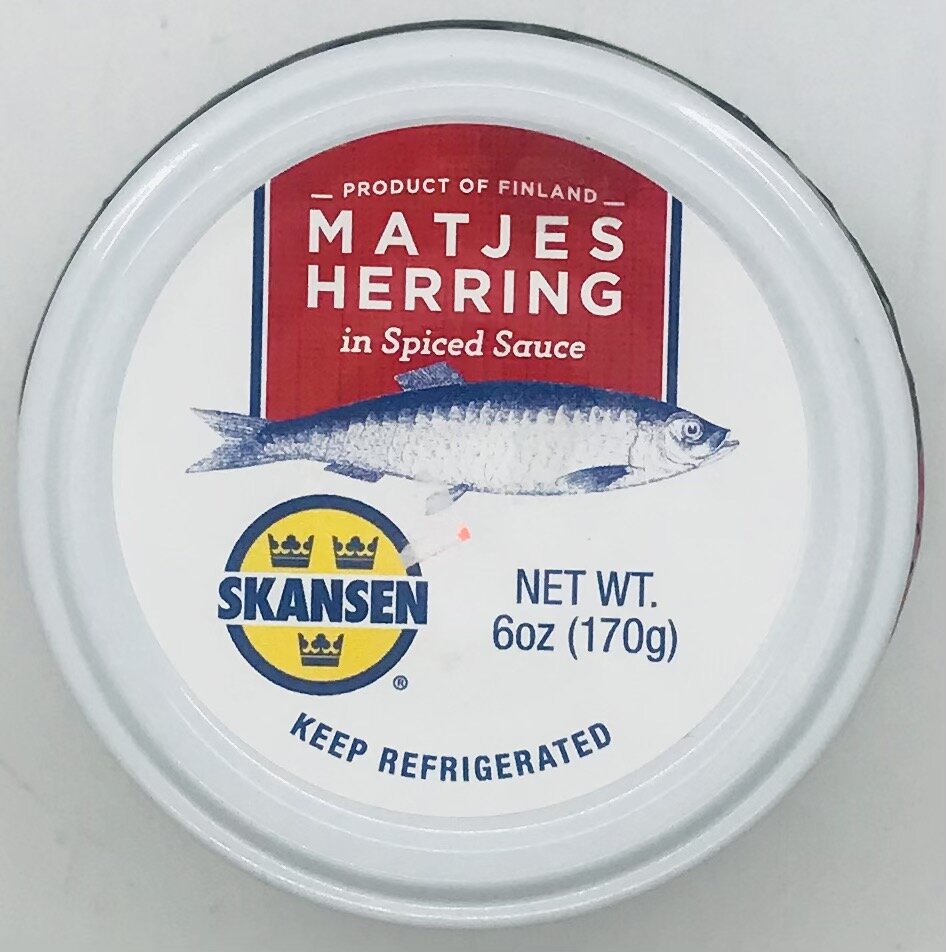 PRODUCT OF FINLAND
MATJES
HERRING
in Spiced Sauce
SKANSEN
®
NET WT.
6oz (170g)
KEEP REFRIGERATED